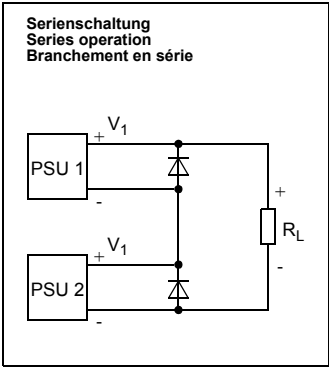 Serienschaltung
Series operation
Branchement en série
V1
+
PSU 1
-
+
RL
-
V1
+
PSU 2
-